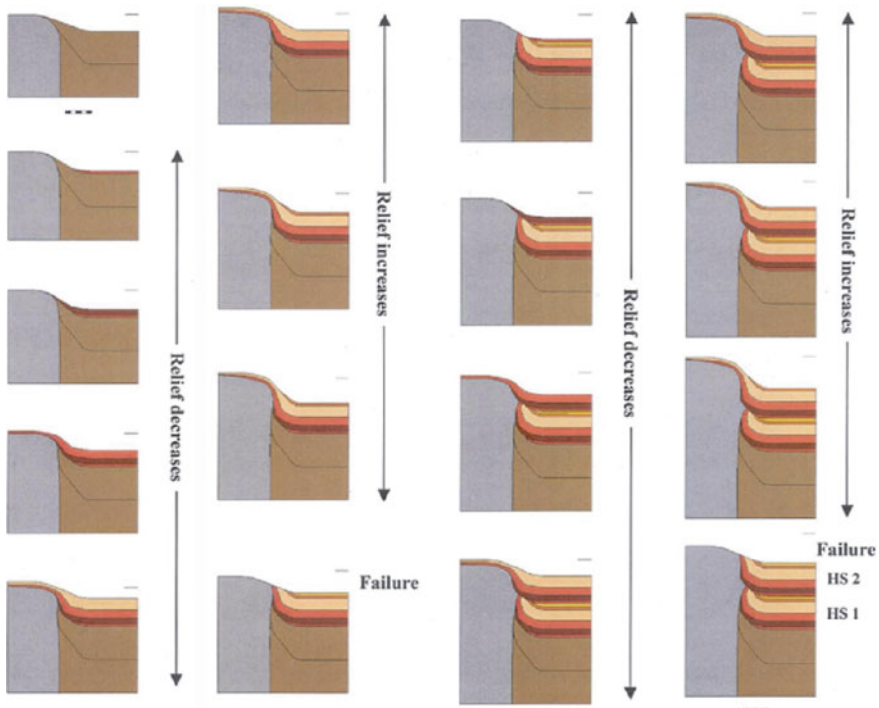 Relief decreases
Relief increases
Failure
Relief decreases
Relief increases
Failure
HS 2
HS 1